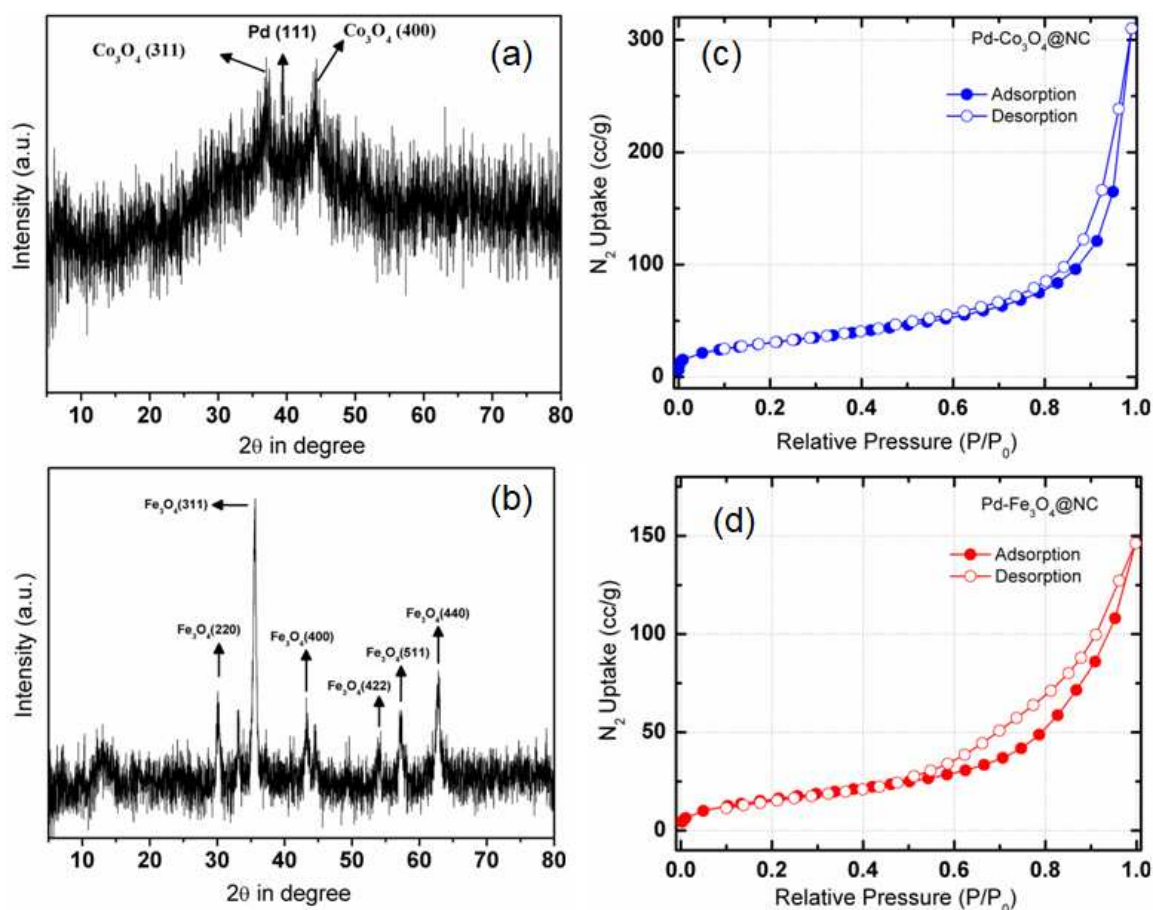 Co₃O₄ (311)
Pd (111)
Co₃O₄ (400)
(a)
Intensity (a.u.)
10 20 30 40 50 60 70 80
2θ in degree
(b)
Fe₃O₄(311)
Fe₃O₄(220)
Fe₃O₄(400)
Fe₃O₄(422)
Fe₃O₄(511)
Fe₃O₄(440)
Intensity (a.u.)
10 20 30 40 50 60 70 80
2θ in degree
(c)
Pd-Co₃O₄@NC
Adsorption
Desorption
N₂ Uptake (cc/g)
300
200
100
0
0.0 0.2 0.4 0.6 0.8 1.0
Relative Pressure (P/P₀)
(d)
Pd-Fe₃O₄@NC
Adsorption
Desorption
N₂ Uptake (cc/g)
150
100
50
0
0.0 0.2 0.4 0.6 0.8 1.0
Relative Pressure (P/P₀)